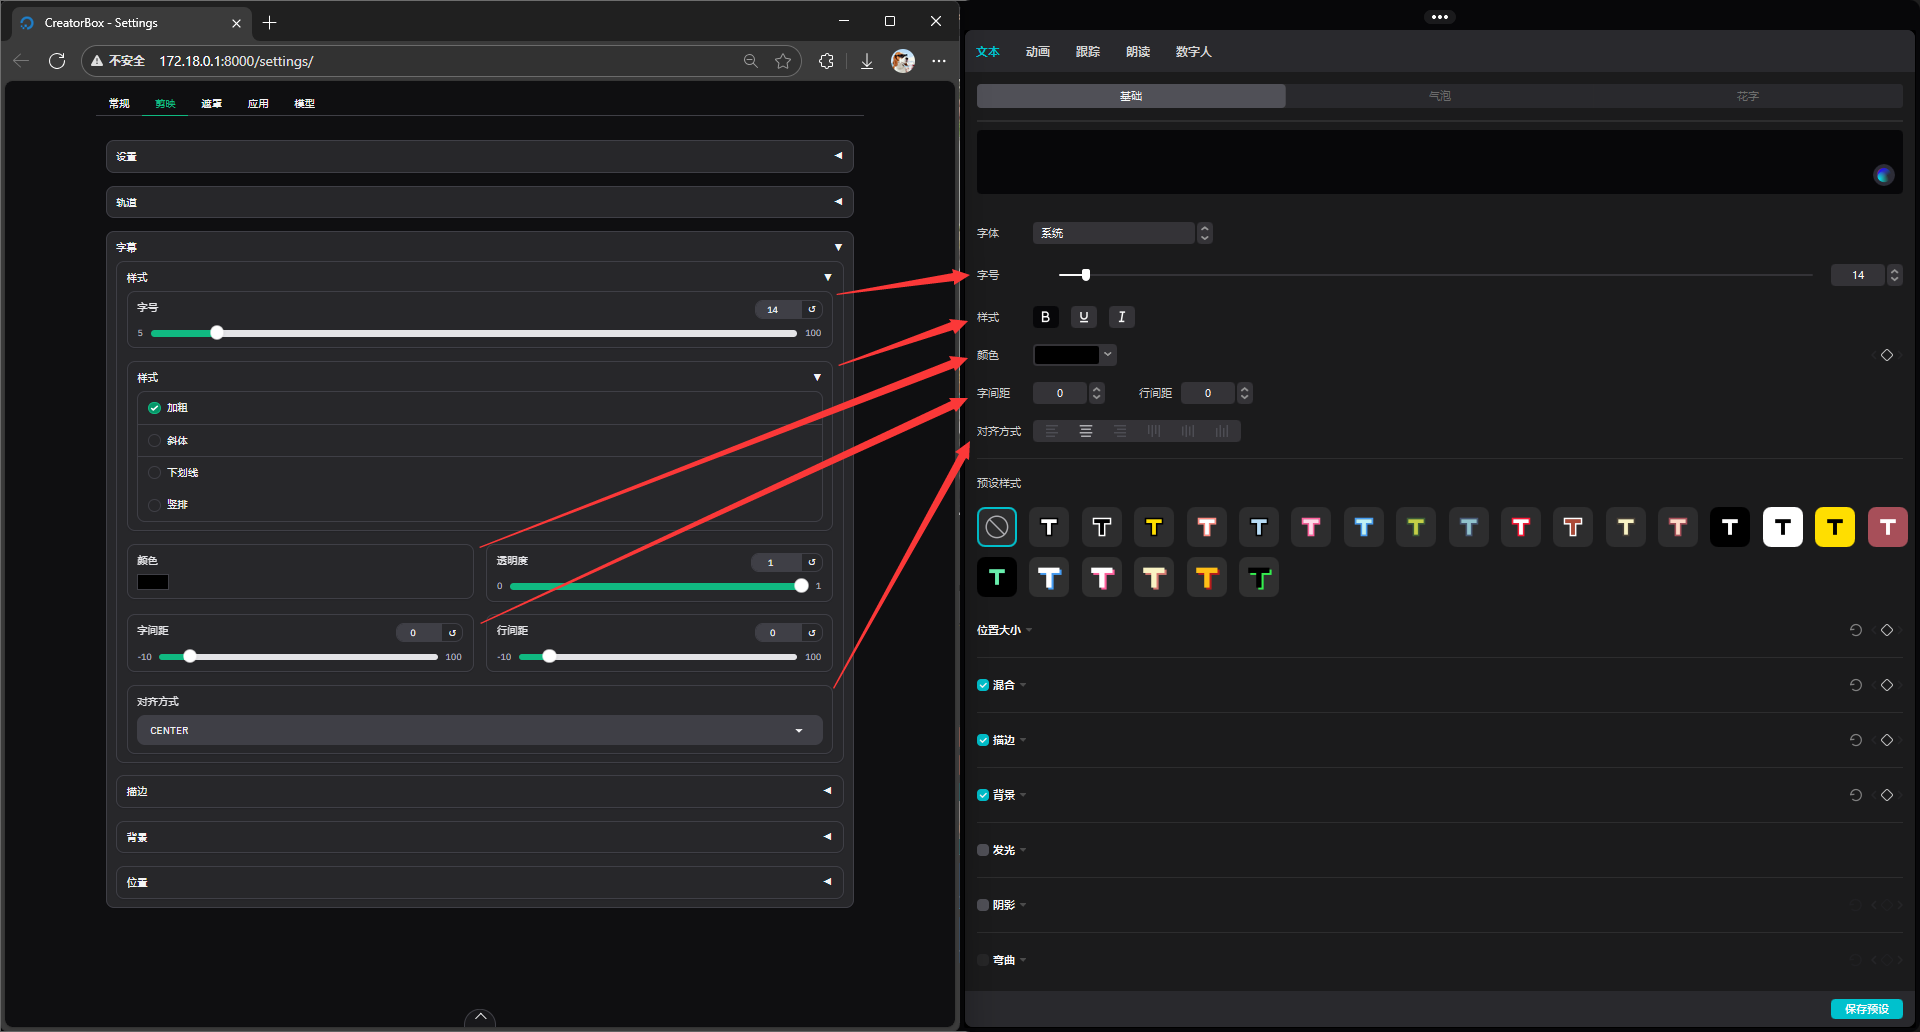 CreatorBox - Settings
不安全 172.18.0.1:8000/settings/
常规 剪映 遮罩 应用 模型
设置
轨道
字幕
样式
字号
14
5 100
样式
加粗
斜体
下划线
竖排
颜色
透明度
1
0 1
字间距
0
-10 100
行间距
0
-10 100
对齐方式
CENTER
描边
背景
位置
文本 动画 跟踪 朗读 数字人
基础 气泡 花字
字体 系统
字号 14
样式 B U I
颜色
字间距 0 行间距 0
对齐方式
预设样式
T T T T T T T T T T T T T T T T T
T T T T T T
位置大小
混合
描边
背景
发光
阴影
弯曲
保存预设